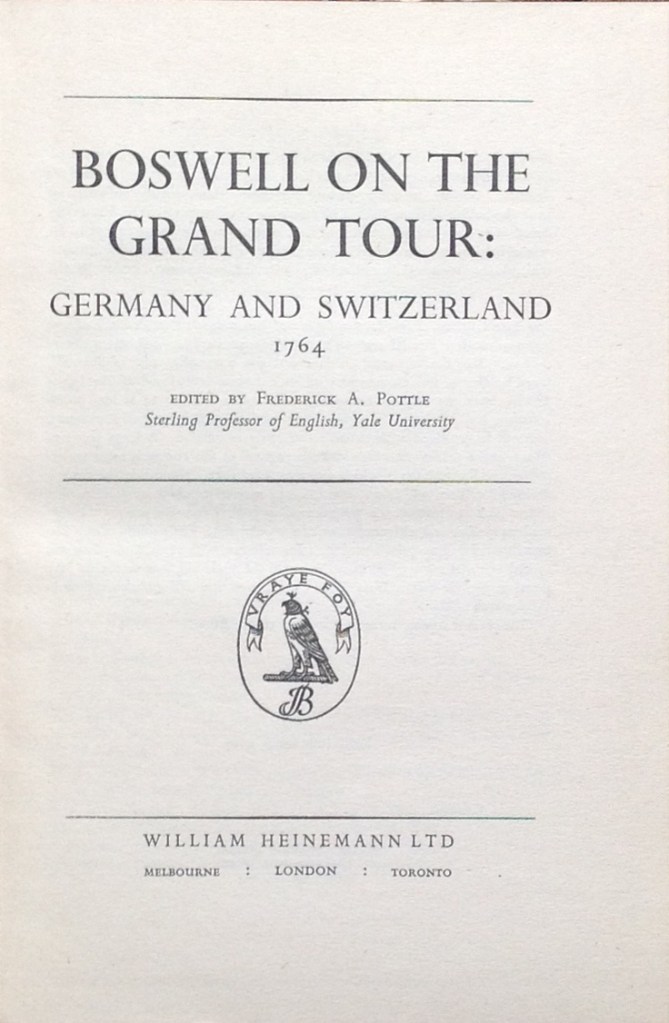 BOSWELL ON THE
GRAND TOUR:
GERMANY AND SWITZERLAND
1764
EDITED BY FREDERICK A. POTTLE
Sterling Professor of English, Yale University
VRAYE FOY
JB
WILLIAM HEINEMANN LTD
MELBOURNE : LONDON : TORONTO